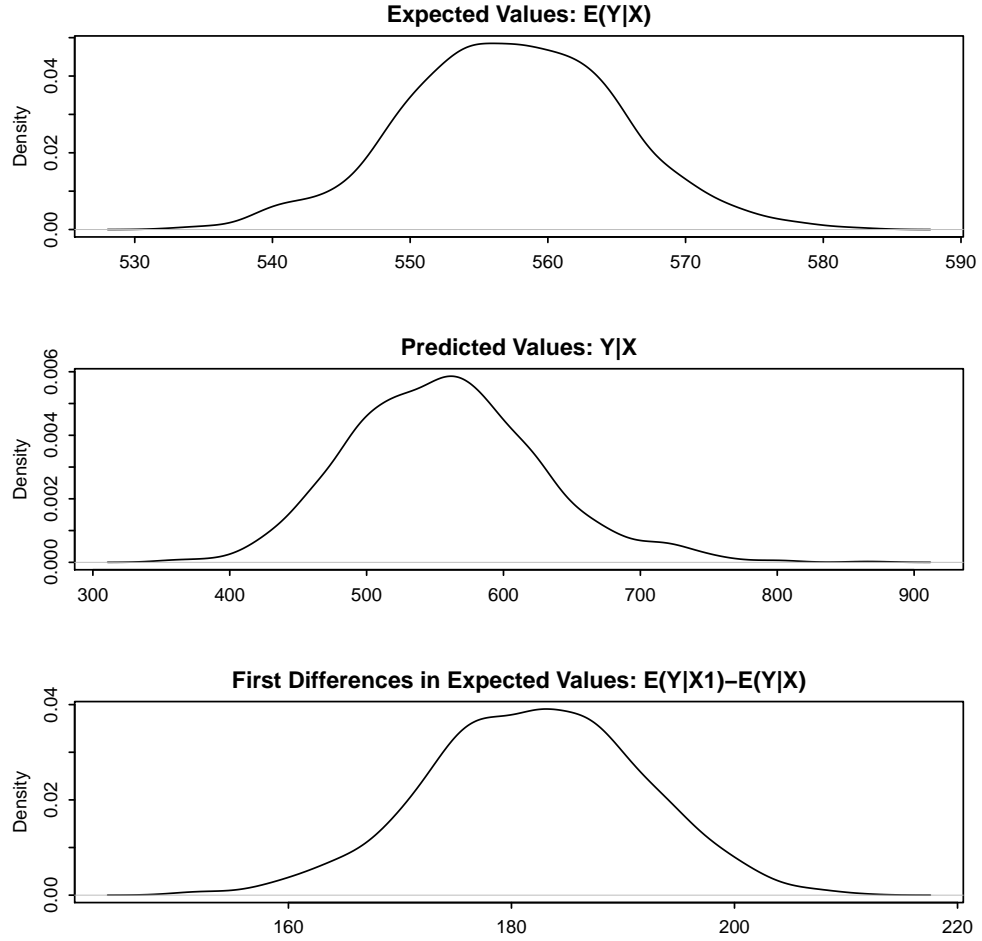 Expected Values: E(Y|X)
Density
0.00 0.02 0.04
530 540 550 560 570 580 590
Predicted Values: Y|X
Density
0.000 0.002 0.004 0.006
300 400 500 600 700 800 900
First Differences in Expected Values: E(Y|X1)−E(Y|X)
Density
0.00 0.02 0.04
160 180 200 220